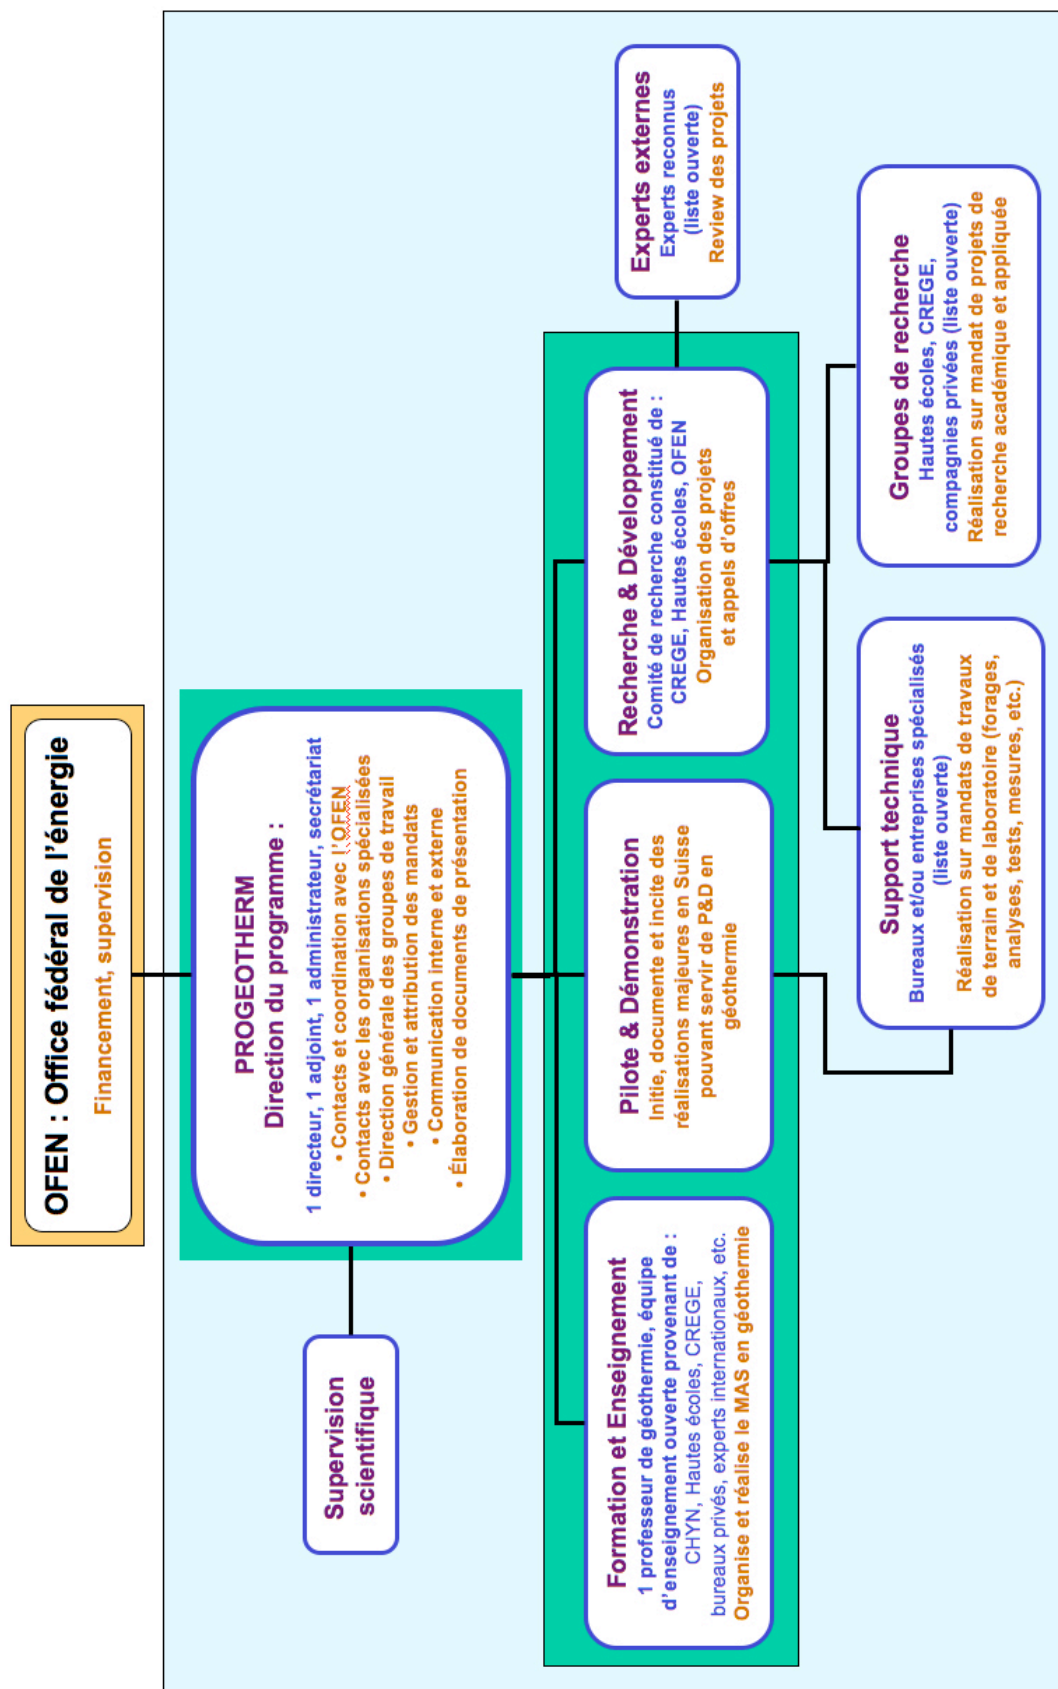 OFEN : Office fédéral de l'énergie
Financement, supervision
PROGEOTHERM
Direction du programme :
1 directeur, 1 adjoint, 1 administrateur, secrétariat
• Contacts et coordination avec l'OFEN
• Contacts avec les organisations spécialisées
• Direction générale des groupes de travail
• Gestion et attribution des mandats
• Communication interne et externe
• Élaboration de documents de présentation
Supervision
scientifique
Formation et Enseignement
1 professeur de géothermie, équipe
d'enseignement ouverte provenant de :
CHYN, Hautes écoles, CREGE,
bureaux privés, experts internationaux, etc.
Organise et réalise le MAS en géothermie
Pilote & Démonstration
Initie, documente et incite des
réalisations majeures en Suisse
pouvant servir de P&D en
géothermie
Recherche & Développement
Comité de recherche constitué de :
CREGE, Hautes écoles, OFEN
Organisation des projets
et appels d'offres
Experts externes
Experts reconnus
(liste ouverte)
Review des projets
Support technique
Bureaux et/ou entreprises spécialisés
(liste ouverte)
Réalisation sur mandats de travaux
de terrain et de laboratoire (forages,
analyses, tests, mesures, etc.)
Groupes de recherche
Hautes écoles, CREGE,
compagnies privées (liste ouverte)
Réalisation sur mandat de projets de
recherche académique et appliquée